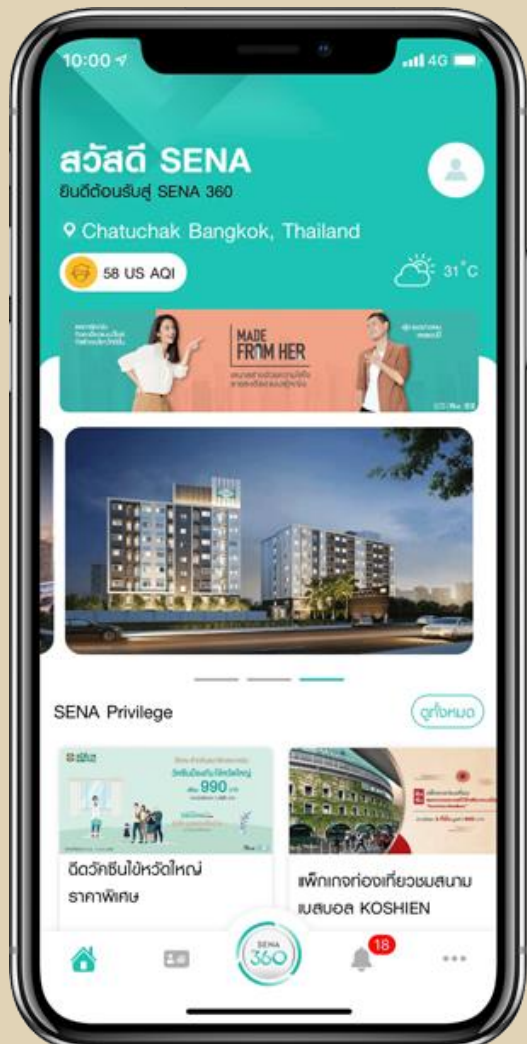 10:00
4G
สวัสดี SENA
ยินดีต้อนรับสู่ SENA 360
Chatuchak Bangkok, Thailand
58 US AQI
31°C
MADE
FROM HER
SENA Privilege
ดูทั้งหมด
990
ฉีดวัคซีนไข้หวัดใหญ่
ราคาพิเศษ
แพ็กเกจท่องเที่ยวชมสนาม
เบสบอล KOSHIEN
SENA
360
18